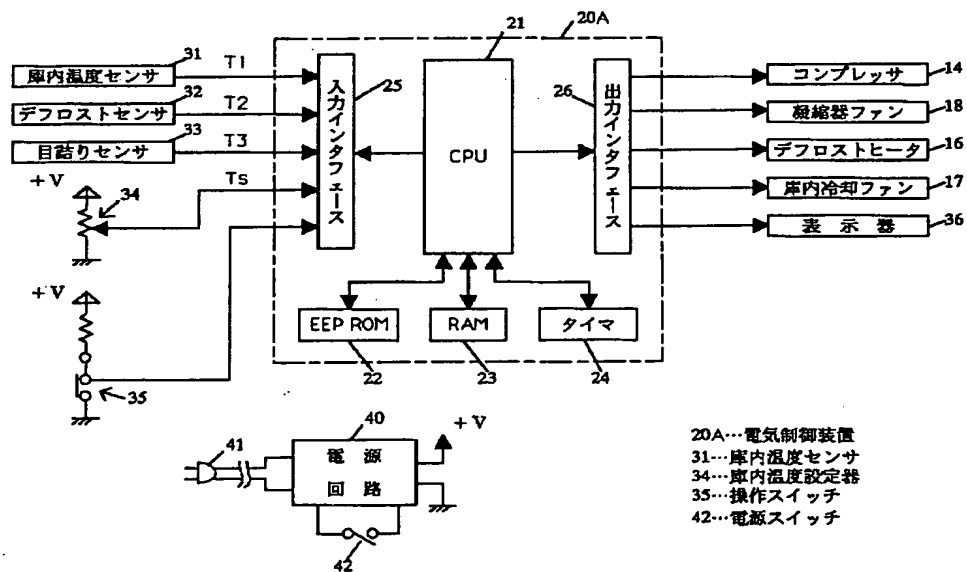 20A
21
31
庫内温度センサ
T1
32
デフロストセンサ
T2
33
目詰りセンサ
T3
+V
34
Ts
+V
35
入力インタフェース
25
CPU
26
出力インタフェース
コンプレッサ
14
凝縮器ファン
18
デフロストヒータ
16
庫内冷却ファン
17
表示器
36
EEPROM
22
RAM
23
タイマ
24
40
41
電源
回路
+V
42
20A…電気制御装置
31…庫内温度センサ
34…庫内温度設定器
35…操作スイッチ
42…電源スイッチ